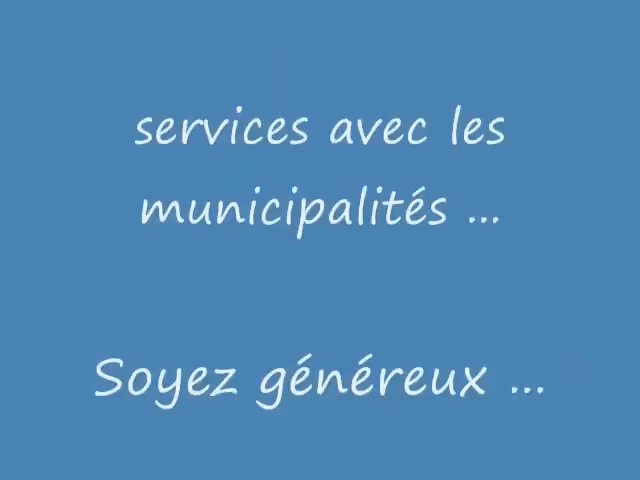 services avec les
municipalités ...
Soyez généreux ...